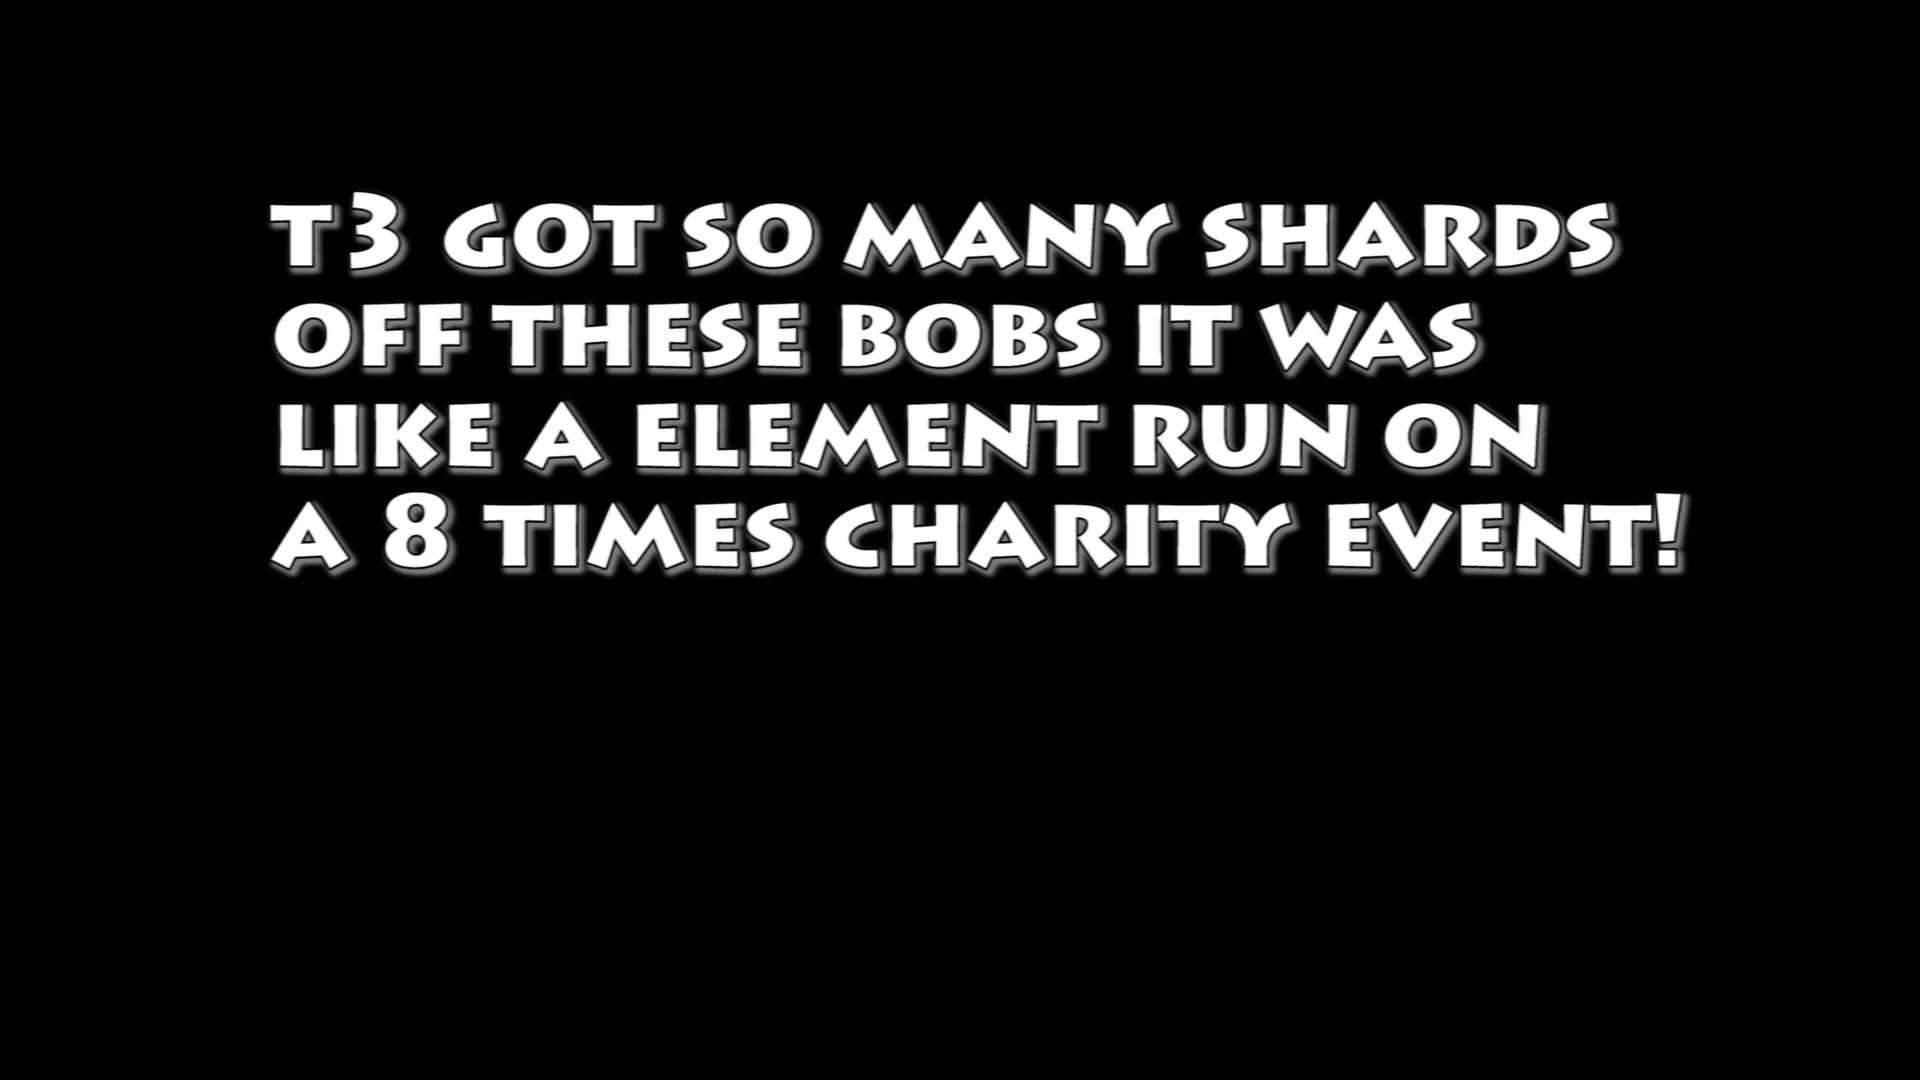 T3 GOT SO MANY SHARDS
OFF THESE BOBS IT WAS
LIKE A ELEMENT RUN ON
A 8 TIMES CHARITY EVENT!